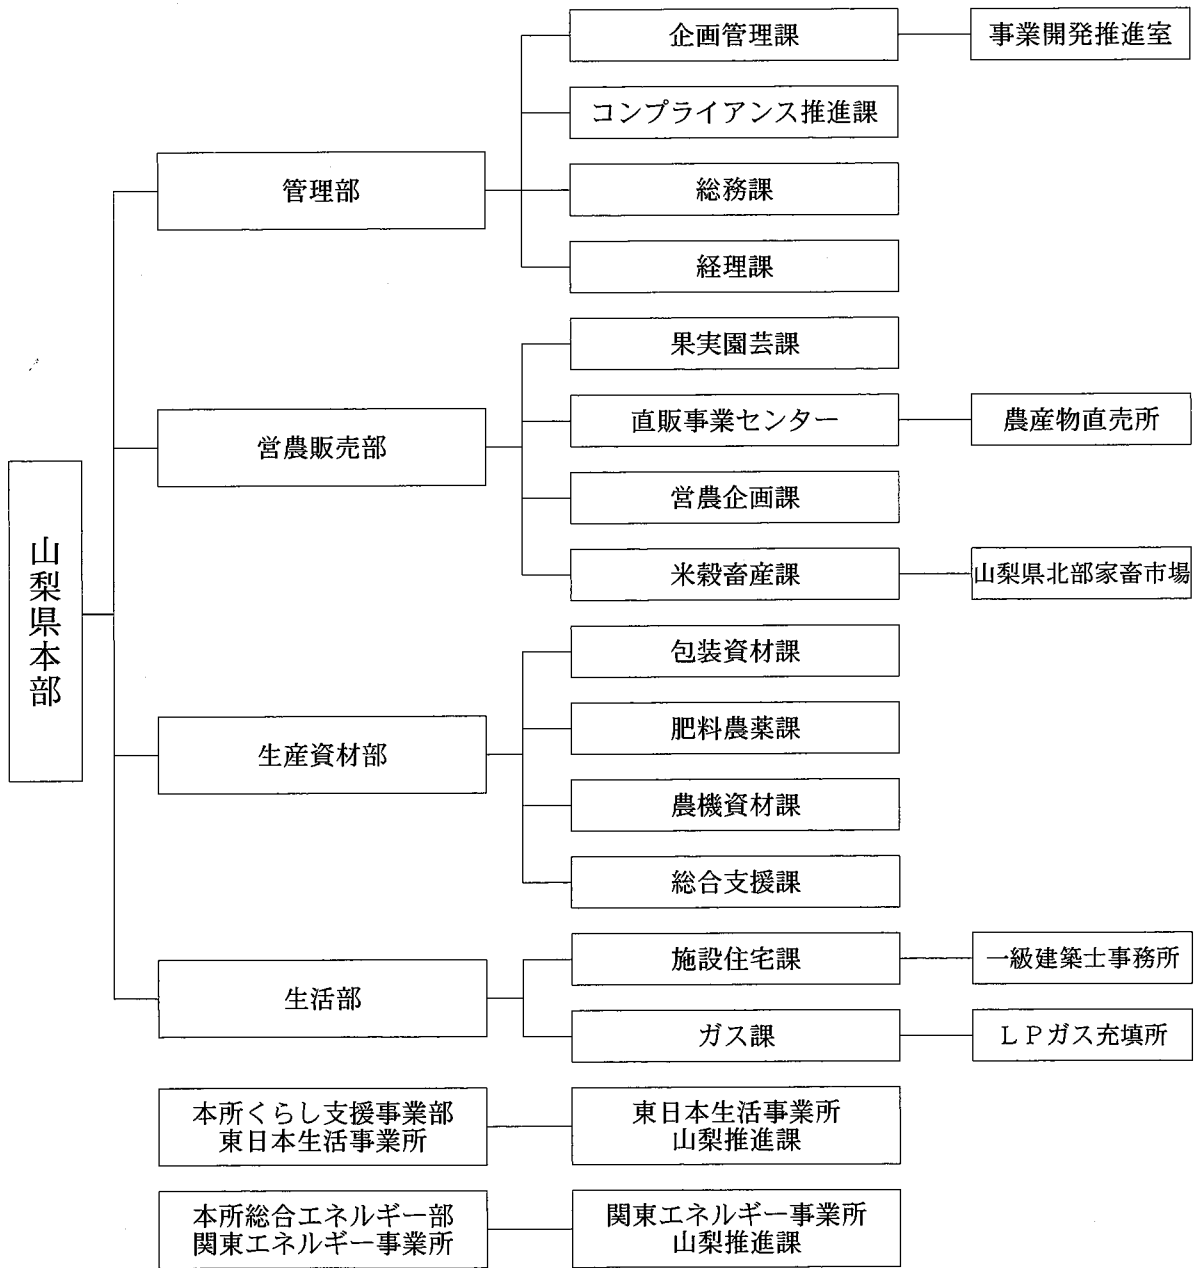 山梨県本部
管理部
企画管理課
事業開発推進室
コンプライアンス推進課
総務課
経理課
営農販売部
果実園芸課
直販事業センター
農産物直売所
営農企画課
米穀畜産課
山梨県北部家畜市場
生産資材部
包装資材課
肥料農薬課
農機資材課
総合支援課
生活部
施設住宅課
一級建築士事務所
ガス課
ＬＰガス充填所
本所くらし支援事業部
東日本生活事業所
東日本生活事業所
山梨推進課
本所総合エネルギー部
関東エネルギー事業所
関東エネルギー事業所
山梨推進課